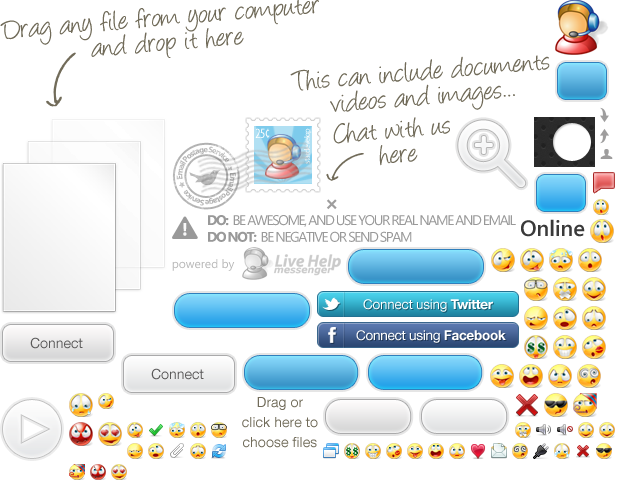 Drag any file from your computer
and drop it here
This can include documents
videos and images...
Chat with us
here
25¢
Email Postage Service
Email Postage Service
DO: BE AWESOME, AND USE YOUR REAL NAME AND EMAIL
DO NOT: BE NEGATIVE OR SEND SPAM
Online
powered by Live Help
messenger
Connect using Twitter
Connect using Facebook
Connect
Connect
Drag or
click here to
choose files